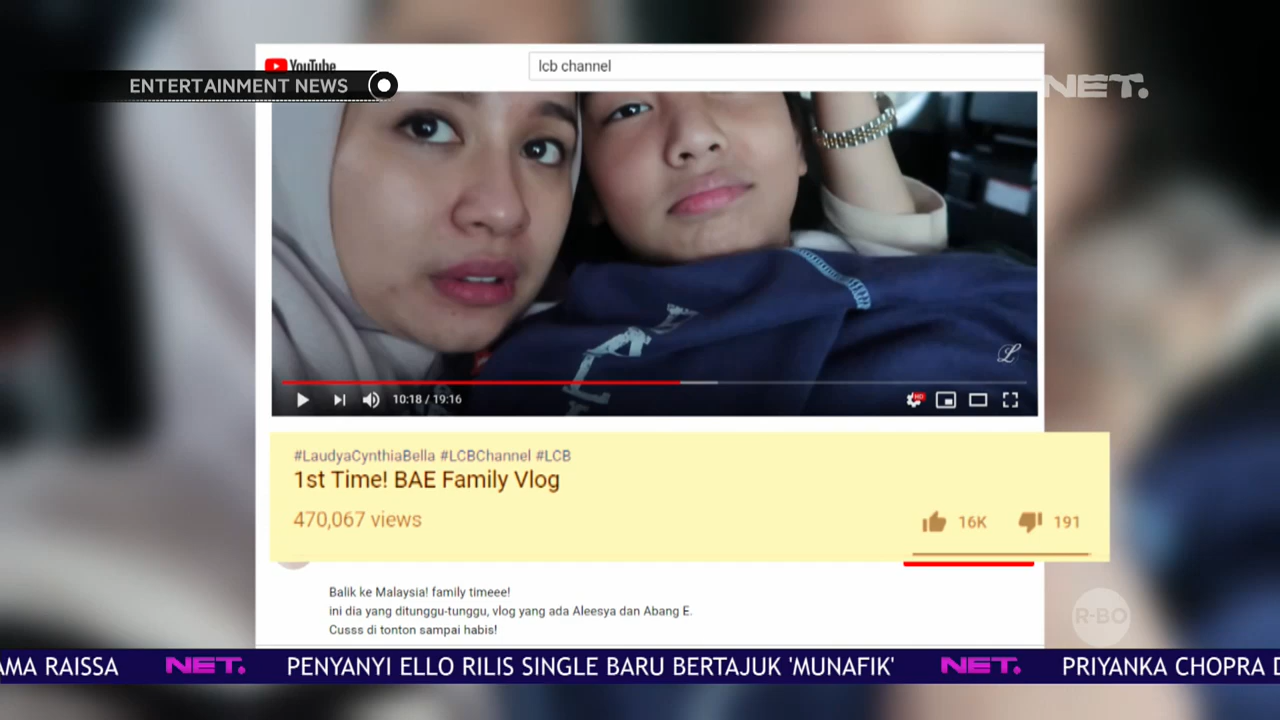 YouTube
lcb channel
ENTERTAINMENT NEWS
NET.
HD
10:18 / 19:16
#LaudyaCynthiaBella #LCBChannel #LCB
1st Time! BAE Family Vlog
470,067 views
16K
191
Balik ke Malaysia! family timeee!
ini dia yang ditunggu-tunggu, vlog yang ada Aleesya dan Abang E.
Cusss di tonton sampai habis!
R-BO
AMA RAISSA NET. PENYANYI ELLO RILIS SINGLE BARU BERTAJUK 'MUNAFIK' NET. PRIYANKA CHOPRA D